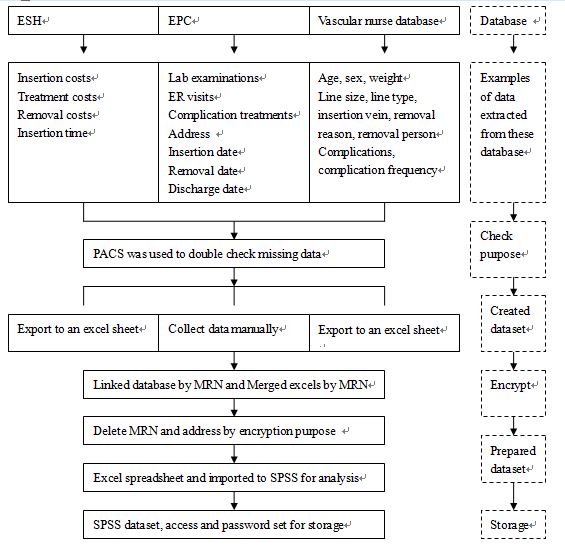 ESH
EPC
Vascular nurse database
Database
Insertion costs
Treatment costs
Removal costs
Insertion time
Lab examinations
ER visits
Complication treatments
Address
Insertion date
Removal date
Discharge date
Age, sex, weight
Line size, line type,
insertion vein, removal
reason, removal person
Complications,
complication frequency
Examples
of data
extracted
from these
database
PACS was used to double check missing data
Check
purpose
Export to an excel sheet
Collect data manually
Export to an excel sheet
Created
dataset
Linked database by MRN and Merged excels by MRN
Encrypt
Delete MRN and address by encryption purpose
Prepared
dataset
Excel spreadsheet and imported to SPSS for analysis
SPSS dataset, access and password set for storage
Storage